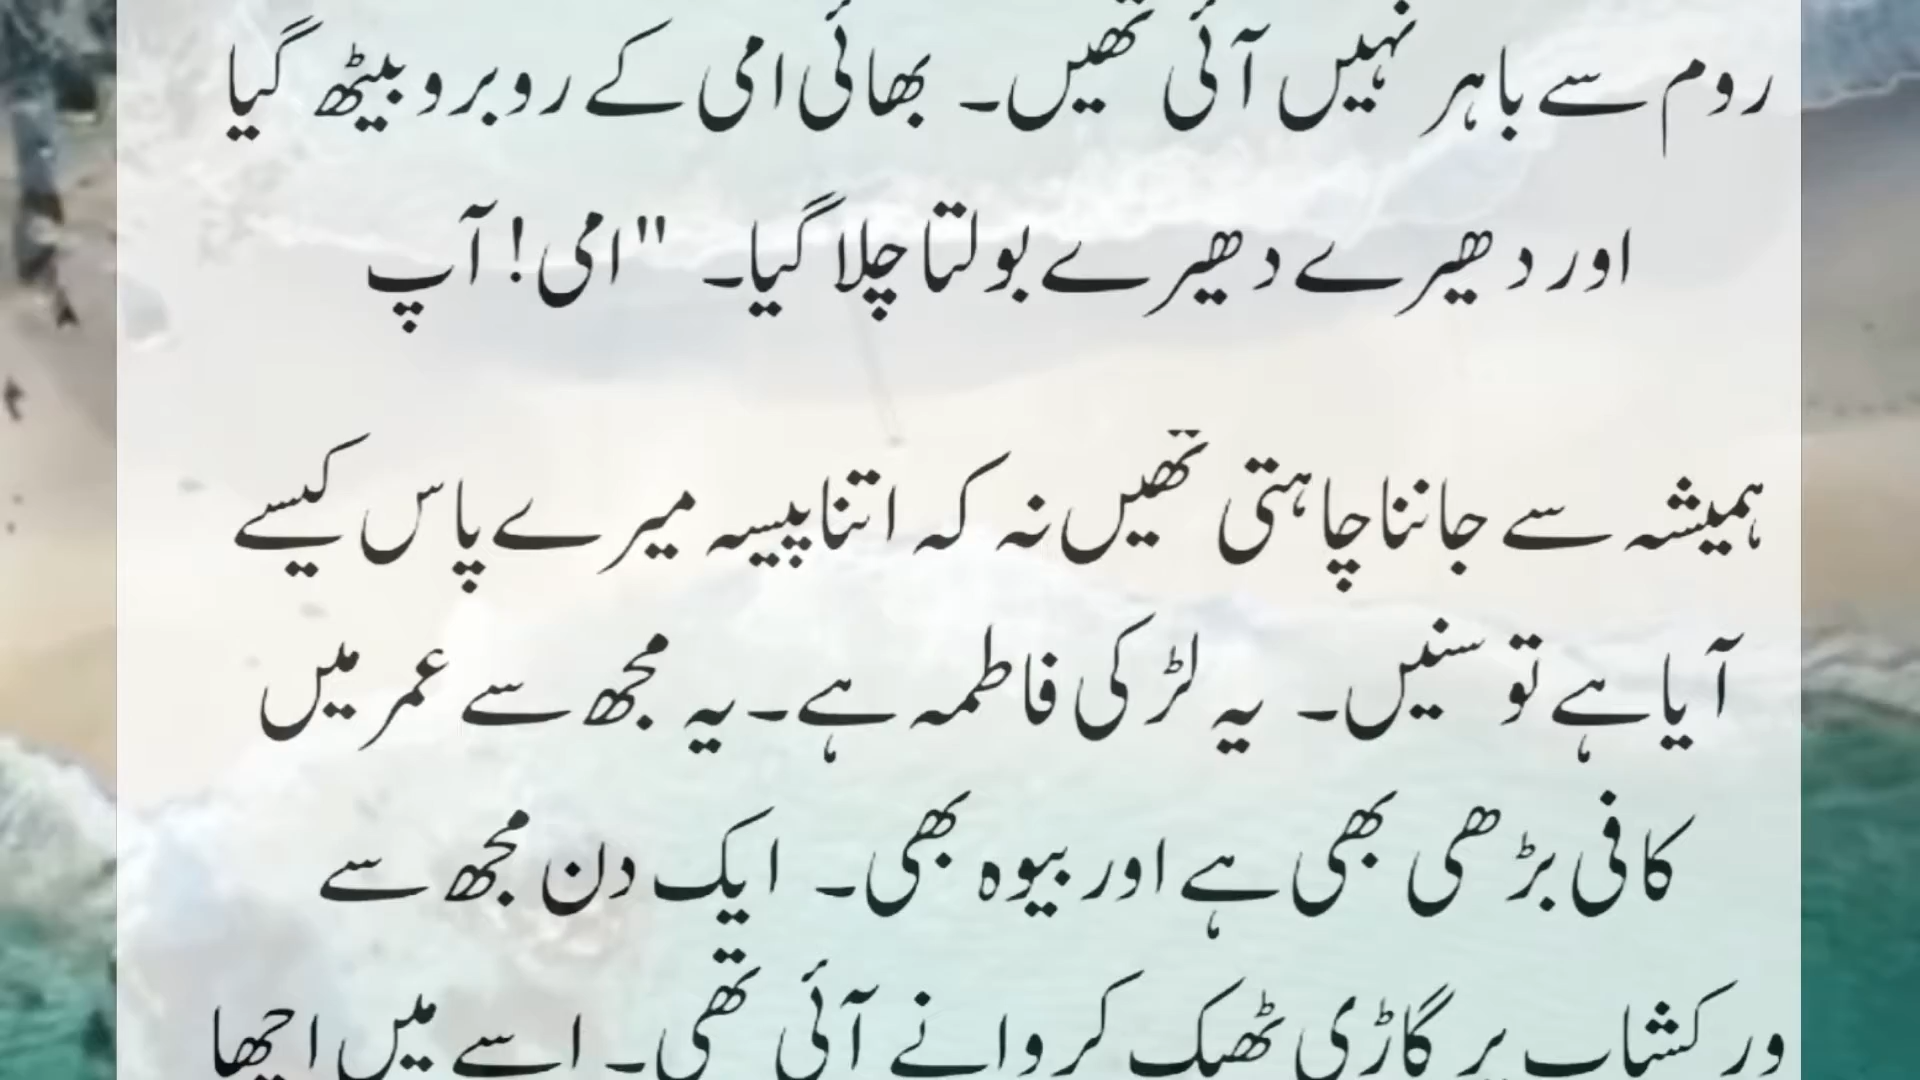 روم سے باہر نہیں آئی تھیں۔ بھائی امی کے روبرو بیٹھ گیا
اور دھیرے دھیرے بولتا چلا گیا۔ "امی! آپ
ہمیشہ سے جاننا چاہتی تھیں نہ کہ اتنا پیسہ میرے پاس کیسے
آیا ہے تو سنیں۔ یہ لڑکی فاطمہ ہے۔ یہ مجھ سے عمر میں
کافی بڑھی بھی ہے اور بیوہ بھی۔ ایک دن مجھ سے
ورکشاپ پر گاڑی ٹھیک کروانے آئی تھی۔ اسے میں اچھا